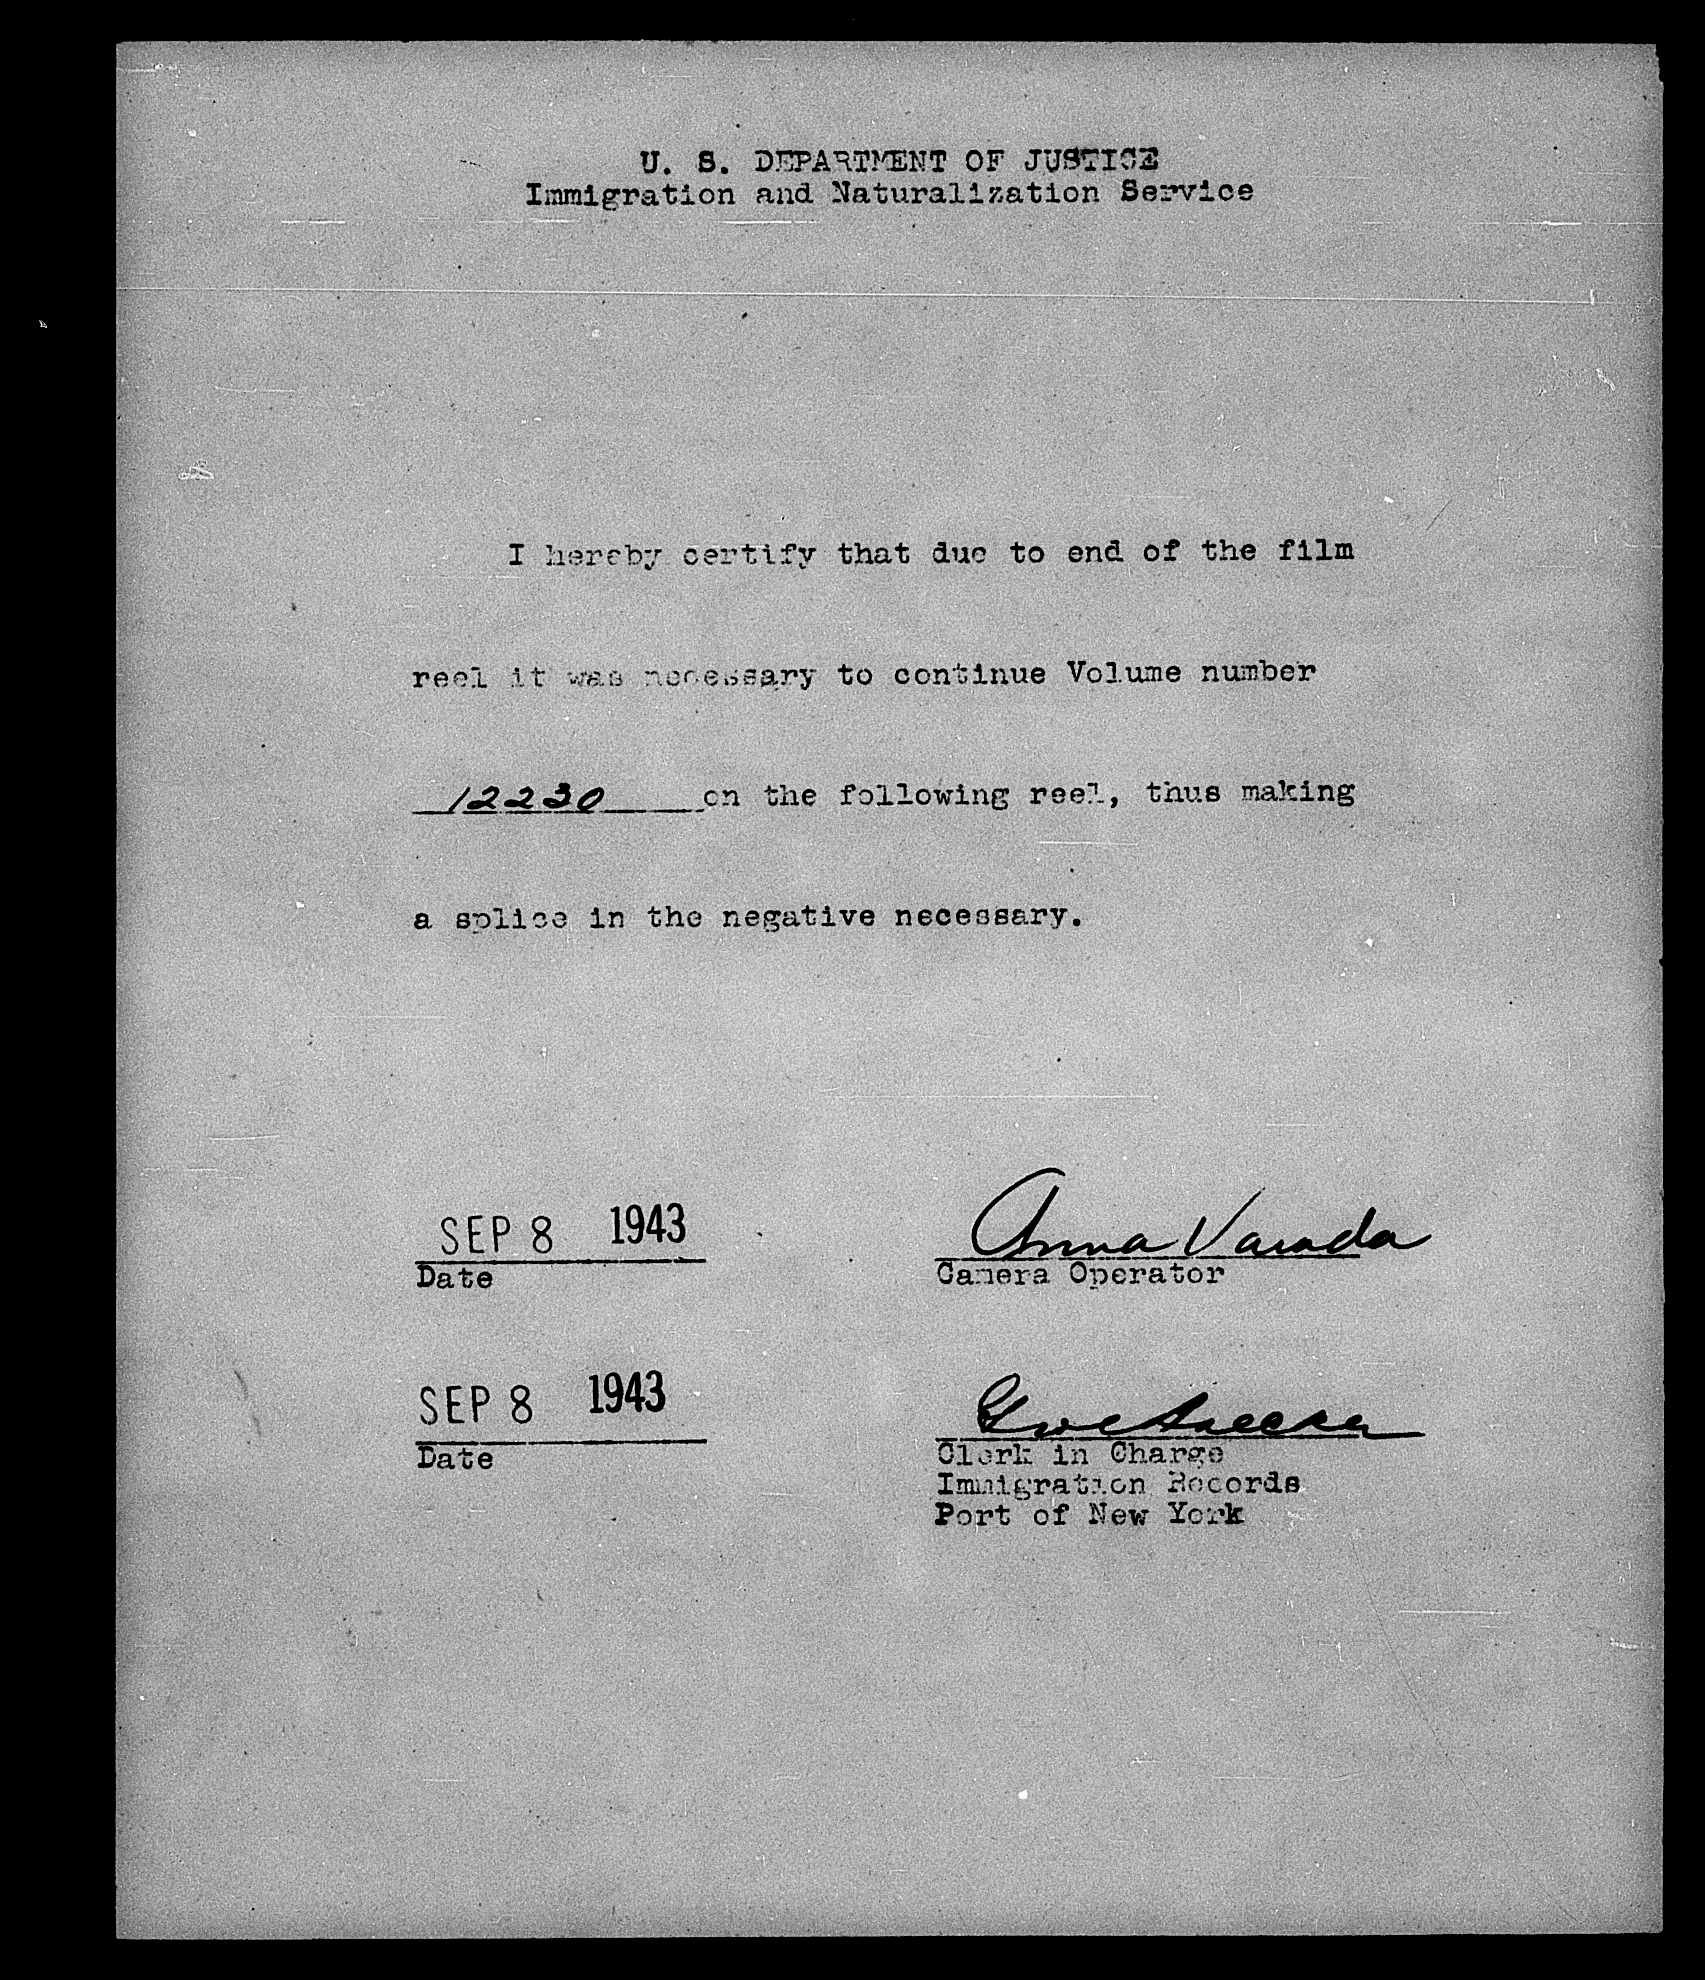 U. S. DEPARTMENT OF JUSTICE
Immigration and Naturalization Service
I hereby certify that due to end of the film
reel it was necessary to continue Volume number
12230 on the following reel, thus making
a splice in the negative necessary.
SEP 8 1943
Anna Varada
Date
Camera Operator
SEP 8 1943
Date
Clerk in Charge
Immigration Records
Port of New York